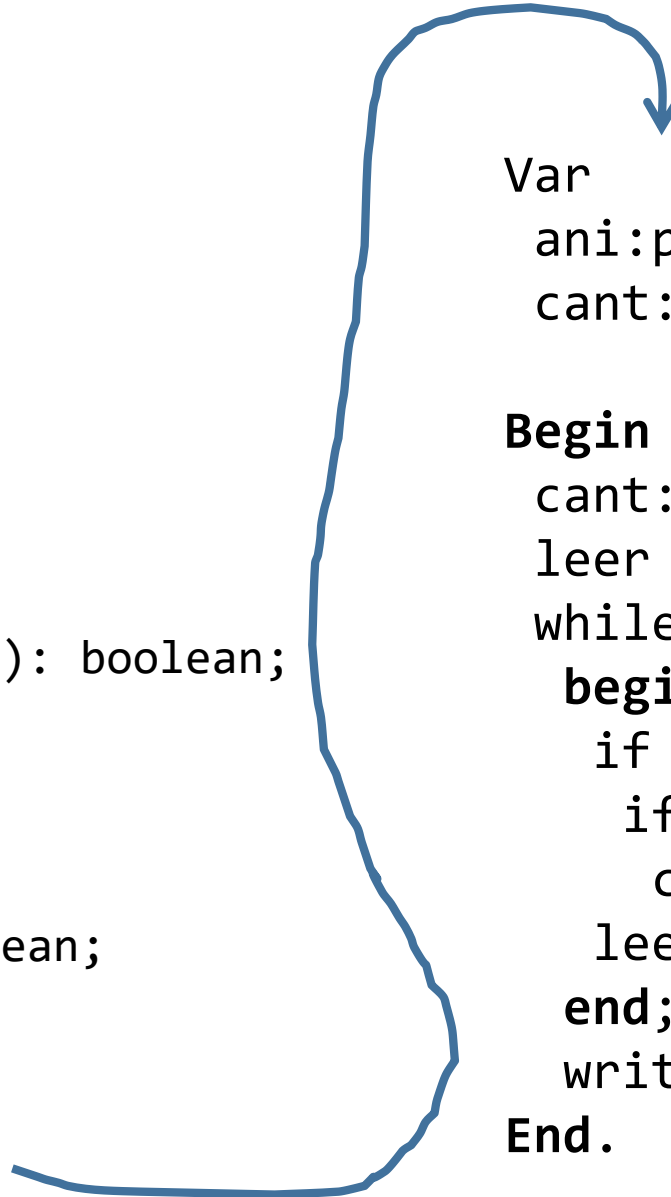 ): boolean;
ean;
Var
ani:p
cant:
Begin
cant:
leer
while
begi
if
if
c
lee
end;
writ
End.